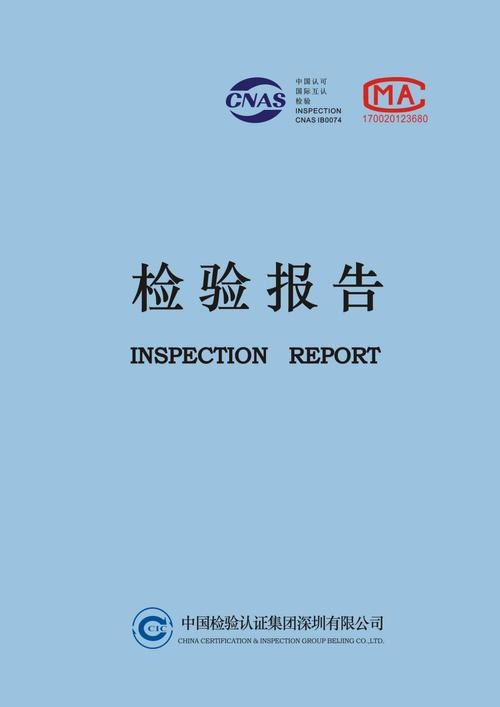 CNAS
中国认可
国际互认
检验
INSPECTION
CNAS IB0074
MA
170020123680
检验报告
INSPECTION REPORT
CIC
中国检验认证集团深圳有限公司
CHINA CERTIFICATION & INSPECTION GROUP BEIJING CO.,LTD.